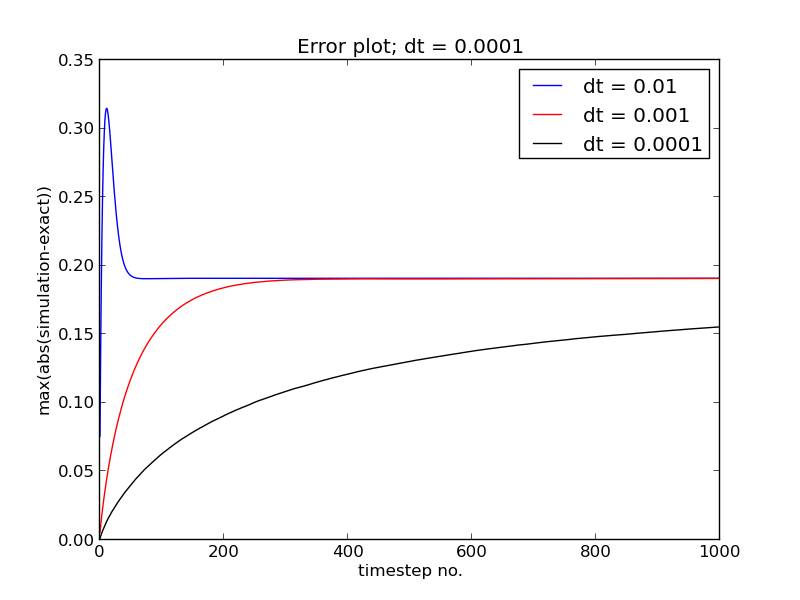 Error plot; dt = 0.0001
dt = 0.01
dt = 0.001
dt = 0.0001
max(abs(simulation-exact))
0.35
0.30
0.25
0.20
0.15
0.10
0.05
0.00
0 200 400 600 800 1000
timestep no.